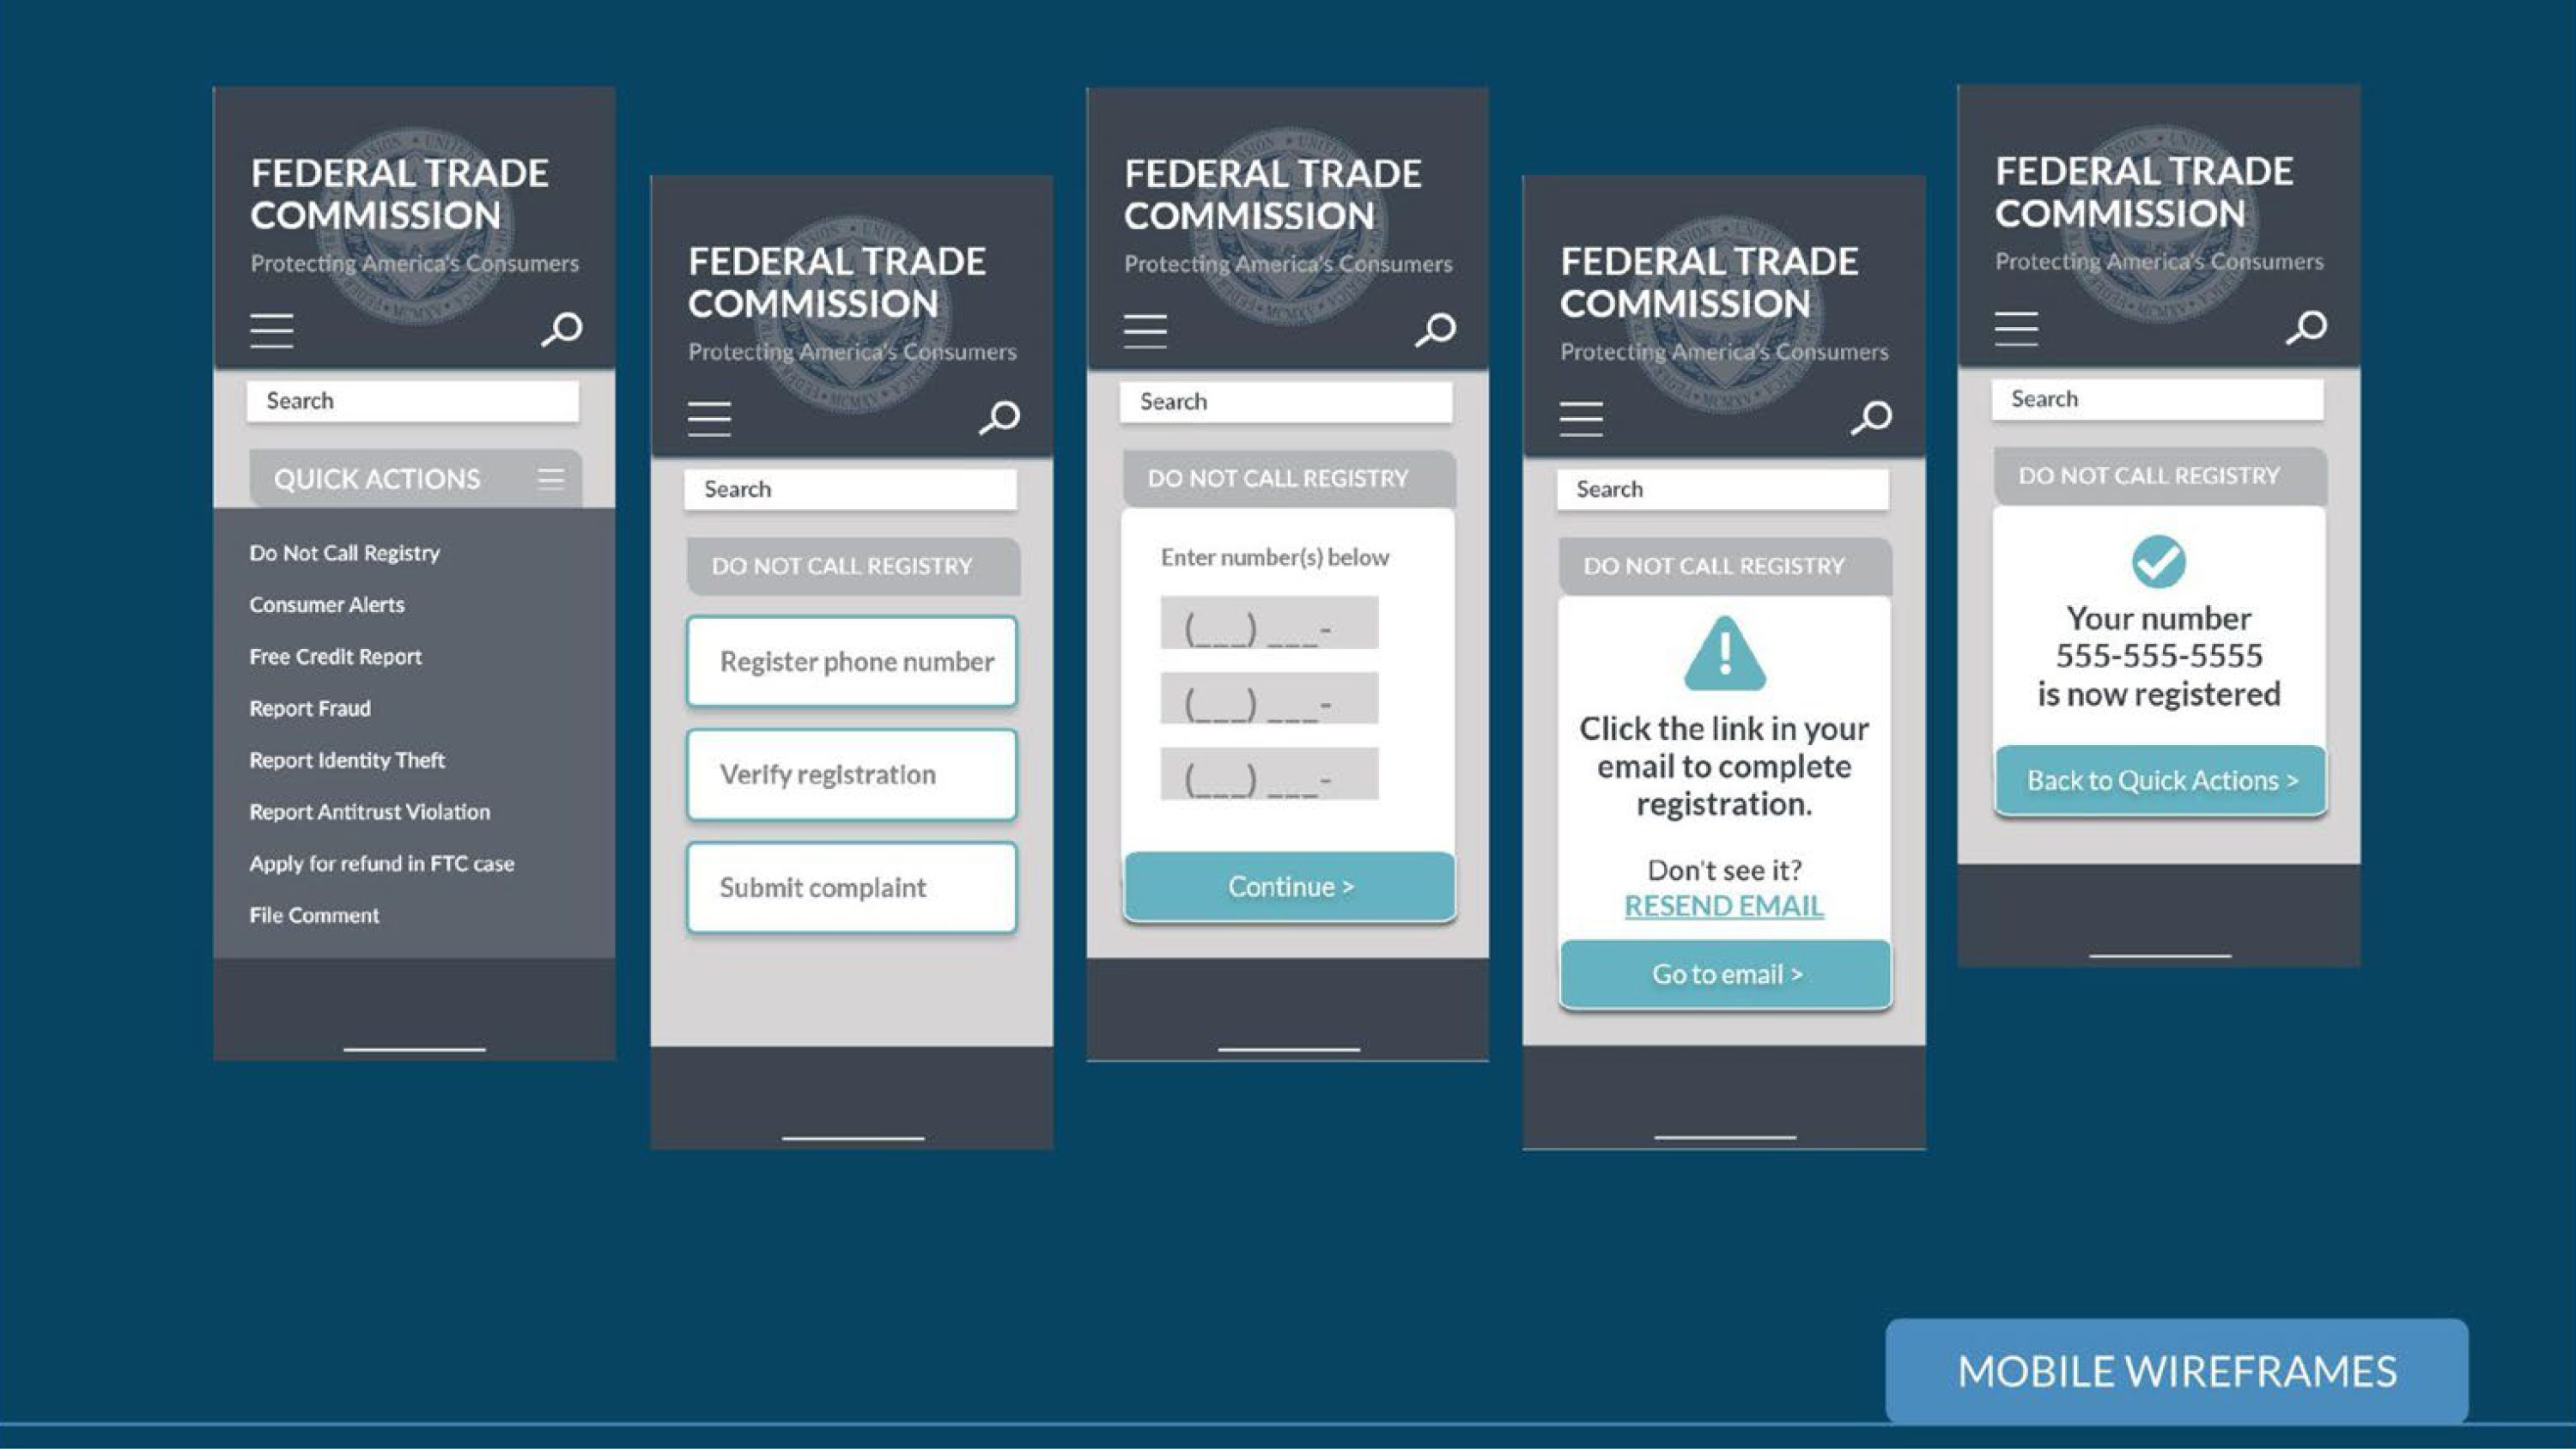 FEDERAL TRADE
COMMISSION
Protecting America's Consumers
Search
QUICK ACTIONS
Do Not Call Registry
Consumer Alerts
Free Credit Report
Report Fraud
Report Identity Theft
Report Antitrust Violation
Apply for refund in FTC case
File Comment
FEDERAL TRADE
COMMISSION
Protecting America's Consumers
Search
DO NOT CALL REGISTRY
Register phone number
Verify registration
Submit complaint
FEDERAL TRADE
COMMISSION
Protecting America's Consumers
Search
DO NOT CALL REGISTRY
Enter number(s) below
(___) ___-
(___) ___-
(___) ___-
Continue >
FEDERAL TRADE
COMMISSION
Protecting America's Consumers
Search
DO NOT CALL REGISTRY
Click the link in your
email to complete
registration.
Don't see it?
RESEND EMAIL
Go to email >
FEDERAL TRADE
COMMISSION
Protecting America's Consumers
Search
DO NOT CALL REGISTRY
Your number
555-555-5555
is now registered
Back to Quick Actions >
MOBILE WIREFRAMES